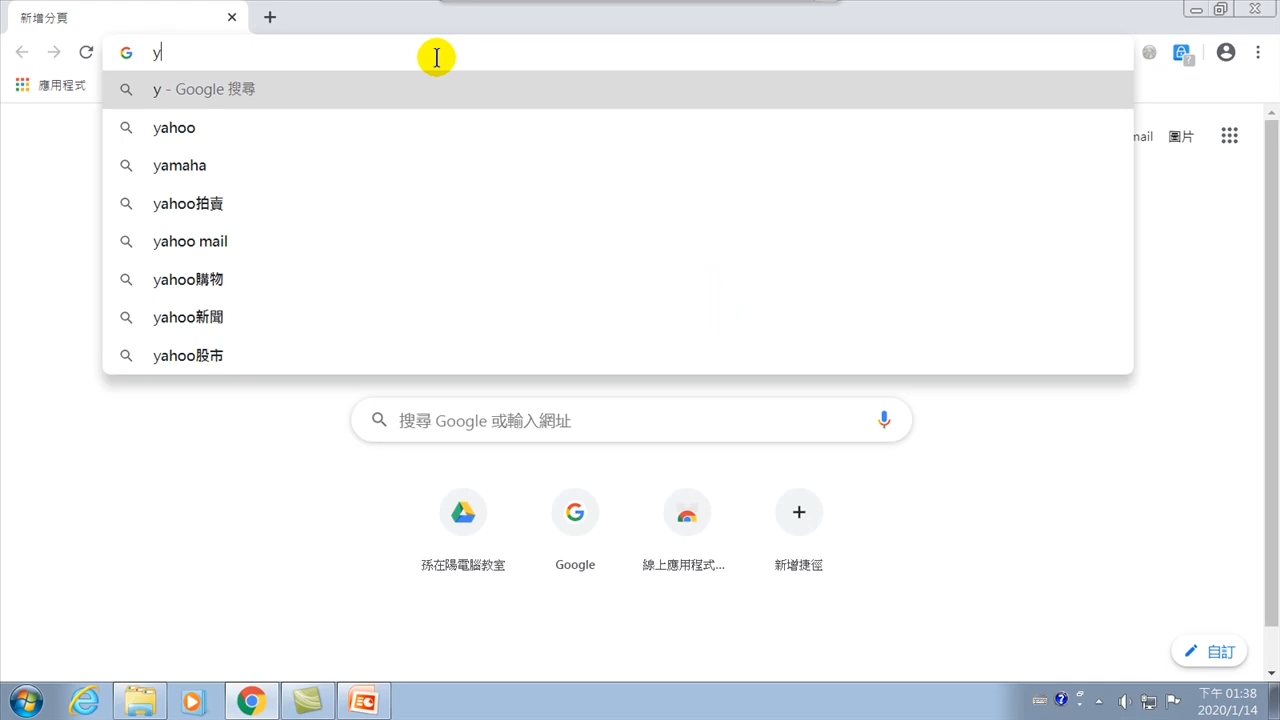 新增分頁
y
應用程式
y - Google 搜尋
yahoo
yamaha
yahoo拍賣
yahoo mail
yahoo購物
yahoo新聞
yahoo股市
mail 圖片
搜尋 Google 或輸入網址
孫在陽電腦教室
Google
線上應用程式...
新增捷徑
自訂
下午 01:38
2020/1/14